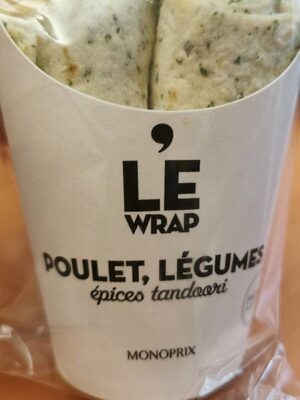 L'E
WRAP
POULET, LÉGUMES
épices tandoori
MONOPRIX